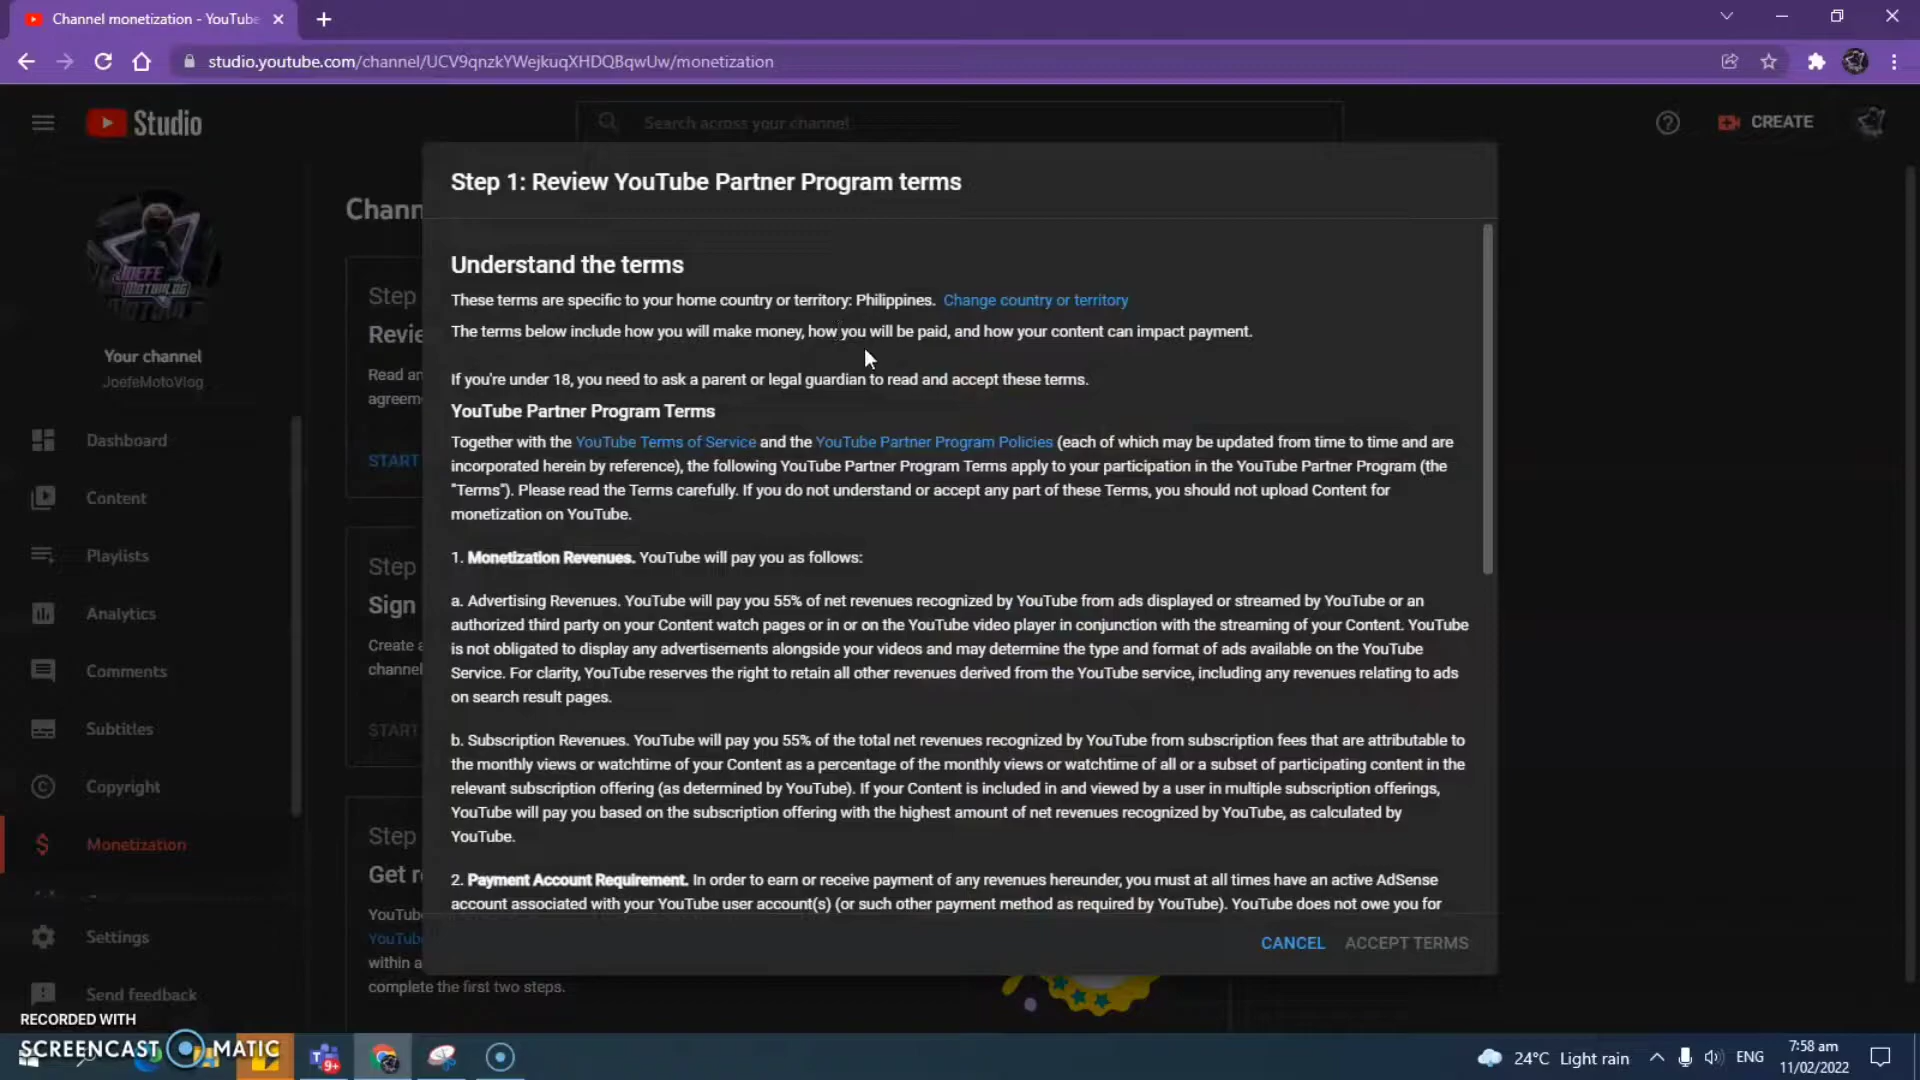 Channel monetization - YouTube
studio.youtube.com/channel/UCV9qnzkYWejkuqXHDQBqwUw/monetization
Studio
Search across your channel
CREATE
Step 1: Review YouTube Partner Program terms
Understand the terms
These terms are specific to your home country or territory: Philippines. Change country or territory
The terms below include how you will make money, how you will be paid, and how your content can impact payment.
If you're under 18, you need to ask a parent or legal guardian to read and accept these terms.
YouTube Partner Program Terms
Together with the YouTube Terms of Service and the YouTube Partner Program Policies (each of which may be updated from time to time and are
incorporated herein by reference), the following YouTube Partner Program Terms apply to your participation in the YouTube Partner Program (the
"Terms"). Please read the Terms carefully. If you do not understand or accept any part of these Terms, you should not upload Content for
monetization on YouTube.
1. Monetization Revenues. YouTube will pay you as follows:
a. Advertising Revenues. YouTube will pay you 55% of net revenues recognized by YouTube from ads displayed or streamed by YouTube or an
authorized third party on your Content watch pages or in or on the YouTube video player in conjunction with the streaming of your Content. YouTube
is not obligated to display any advertisements alongside your videos and may determine the type and format of ads available on the YouTube
Service. For clarity, YouTube reserves the right to retain all other revenues derived from the YouTube service, including any revenues relating to ads
on search result pages.
b. Subscription Revenues. YouTube will pay you 55% of the total net revenues recognized by YouTube from subscription fees that are attributable to
the monthly views or watchtime of your Content as a percentage of the monthly views or watchtime of all or a subset of participating content in the
relevant subscription offering (as determined by YouTube). If your Content is included in and viewed by a user in multiple subscription offerings,
YouTube will pay you based on the subscription offering with the highest amount of net revenues recognized by YouTube, as calculated by
YouTube.
2. Payment Account Requirement. In order to earn or receive payment of any revenues hereunder, you must at all times have an active AdSense
account associated with your YouTube user account(s) (or such other payment method as required by YouTube). YouTube does not owe you for
CANCEL ACCEPT TERMS
JOEFE
MOTOVLOG
Your channel
JoefeMotoVlog
Dashboard
Content
Playlists
Analytics
Comments
Subtitles
Copyright
Monetization
Settings
Send feedback
Chann
Step
Revie
Read an
agreem
START
Step
Sign
Create a
channel
START
Step
Get r
YouTub
YouTub
within a
complete the first two steps.
RECORDED WITH
SCREENCAST MATIC
9+
24°C Light rain
ENG
7:58 am
11/02/2022